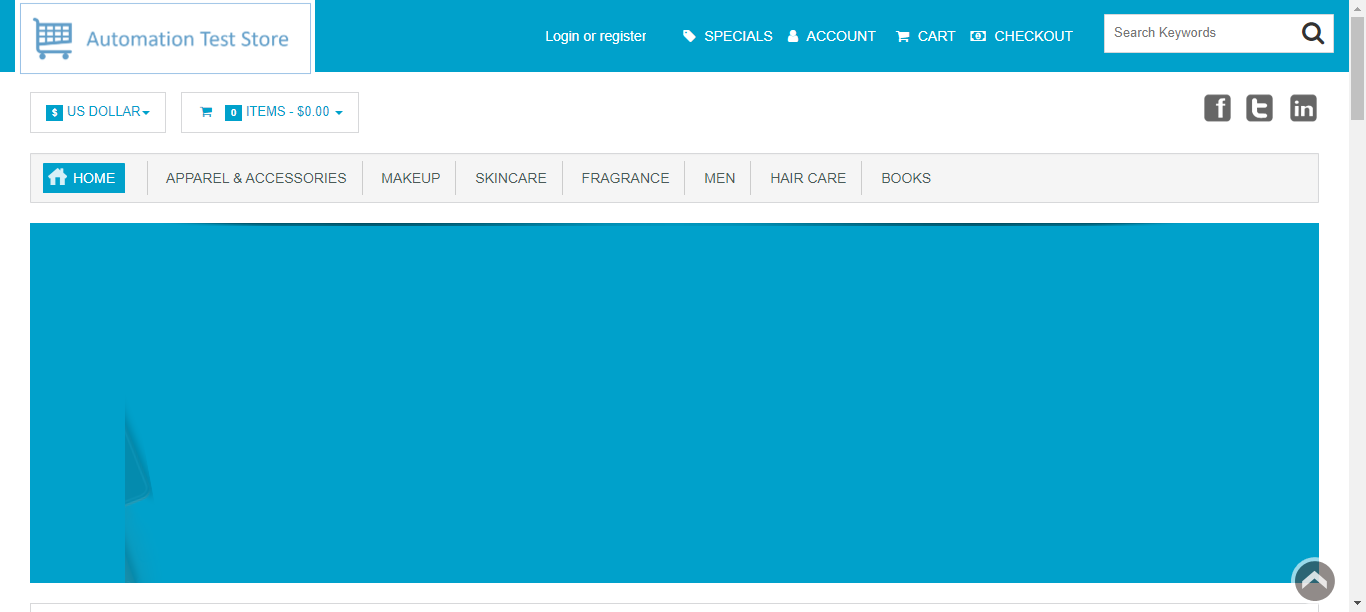 Automation Test Store
Login or register SPECIALS ACCOUNT CART CHECKOUT
Search Keywords
$ US DOLLAR 0 ITEMS - $0.00
f t in
HOME APPAREL & ACCESSORIES MAKEUP SKINCARE FRAGRANCE MEN HAIR CARE BOOKS